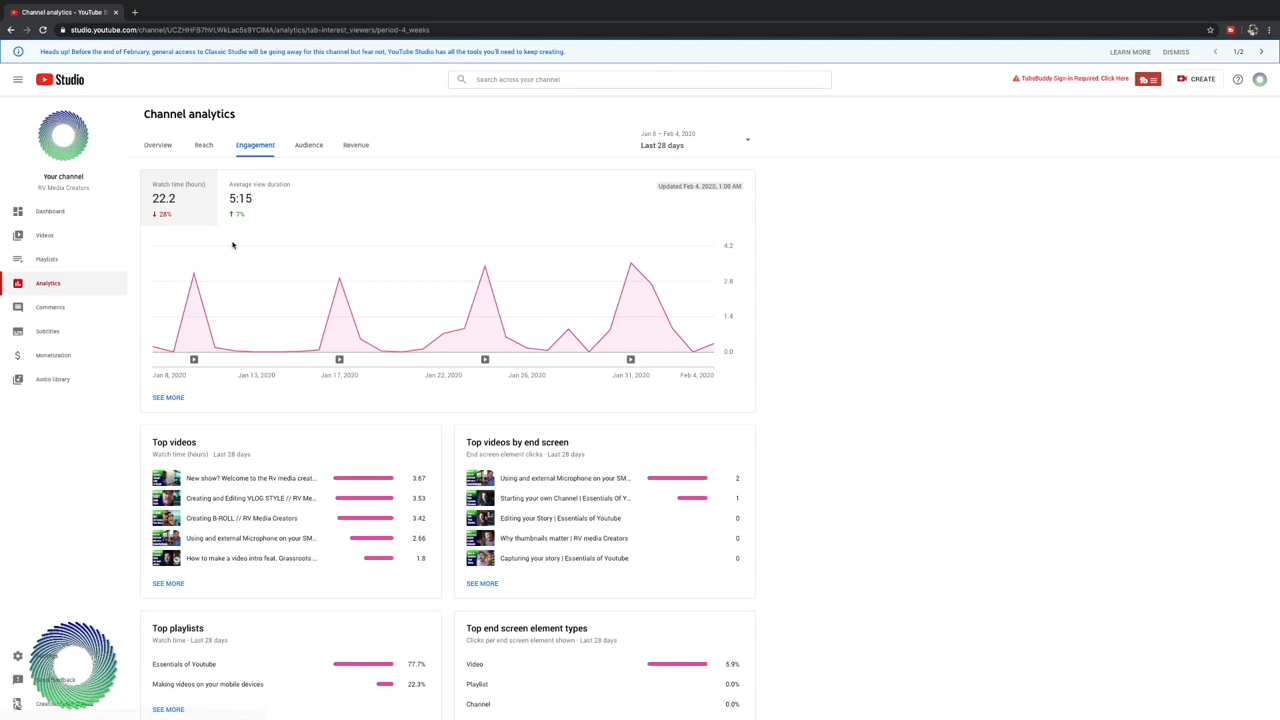 Channel analytics - YouTube S
studio.youtube.com/channel/UCZHHFB7hVLWkLac5s9YCIMA/analytics/tab-interest_viewers/period-4_weeks
Heads up! Before the end of February, general access to Classic Studio will be going away for this channel but fear not, YouTube Studio has all the tools you'll need to keep creating.
LEARN MORE
DISMISS
1/2
Studio
Search across your channel
TubeBuddy Sign-in Required, Click Here
CREATE
Your channel
RV Media Creators
Dashboard
Videos
Playlists
Analytics
Comments
Subtitles
Monetization
Audio library
Channel analytics
Overview
Reach
Engagement
Audience
Revenue
Jan 8 – Feb 4, 2020
Last 28 days
Watch time (hours)
22.2
28%
Average view duration
5:15
7%
Updated Feb 4, 2020, 1:00 AM
4.2
2.8
1.4
0.0
Jan 8, 2020
Jan 13, 2020
Jan 17, 2020
Jan 22, 2020
Jan 26, 2020
Jan 31, 2020
Feb 4, 2020
SEE MORE
Top videos
Watch time (hours) · Last 28 days
New show? Welcome to the Rv media creat... 3.67
Creating and Editing VLOG STYLE // RV Me... 3.53
Creating B-ROLL // RV Media Creators 3.42
Using and external Microphone on your SM... 2.66
How to make a video intro feat. Grassroots ... 1.8
SEE MORE
Top videos by end screen
End screen element clicks · Last 28 days
Using and external Microphone on your SM... 2
Starting your own Channel | Essentials Of Y... 1
Editing your Story | Essentials of Youtube 0
Why thumbnails matter | RV media Creators 0
Capturing your story | Essentials of Youtube 0
SEE MORE
Top playlists
Watch time · Last 28 days
Essentials of Youtube 77.7%
Making videos on your mobile devices 22.3%
SEE MORE
Top end screen element types
Clicks per end screen element shown · Last 28 days
Video 5.9%
Playlist 0.0%
Channel 0.0%